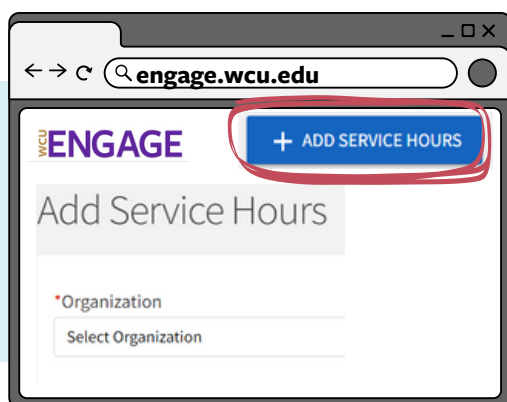 engage.wcu.edu
WCU ENGAGE
+ ADD SERVICE HOURS
Add Service Hours
*Organization
Select Organization